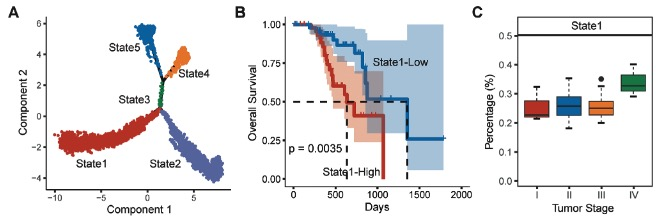 A
Component 2
6
4
2
0
−2
−4
State5
State4
State3
State1
State2
−10
−5
0
5
Component 1
B
Overall Survival
1.00
0.75
0.50
0.25
0.00
State1-Low
p = 0.0035
State1-High
0
500
1000
1500
2000
Days
C
State1
Percentage (%)
0.5
0.4
0.3
0.2
0.1
0.0
I
II
III
IV
Tumor Stage